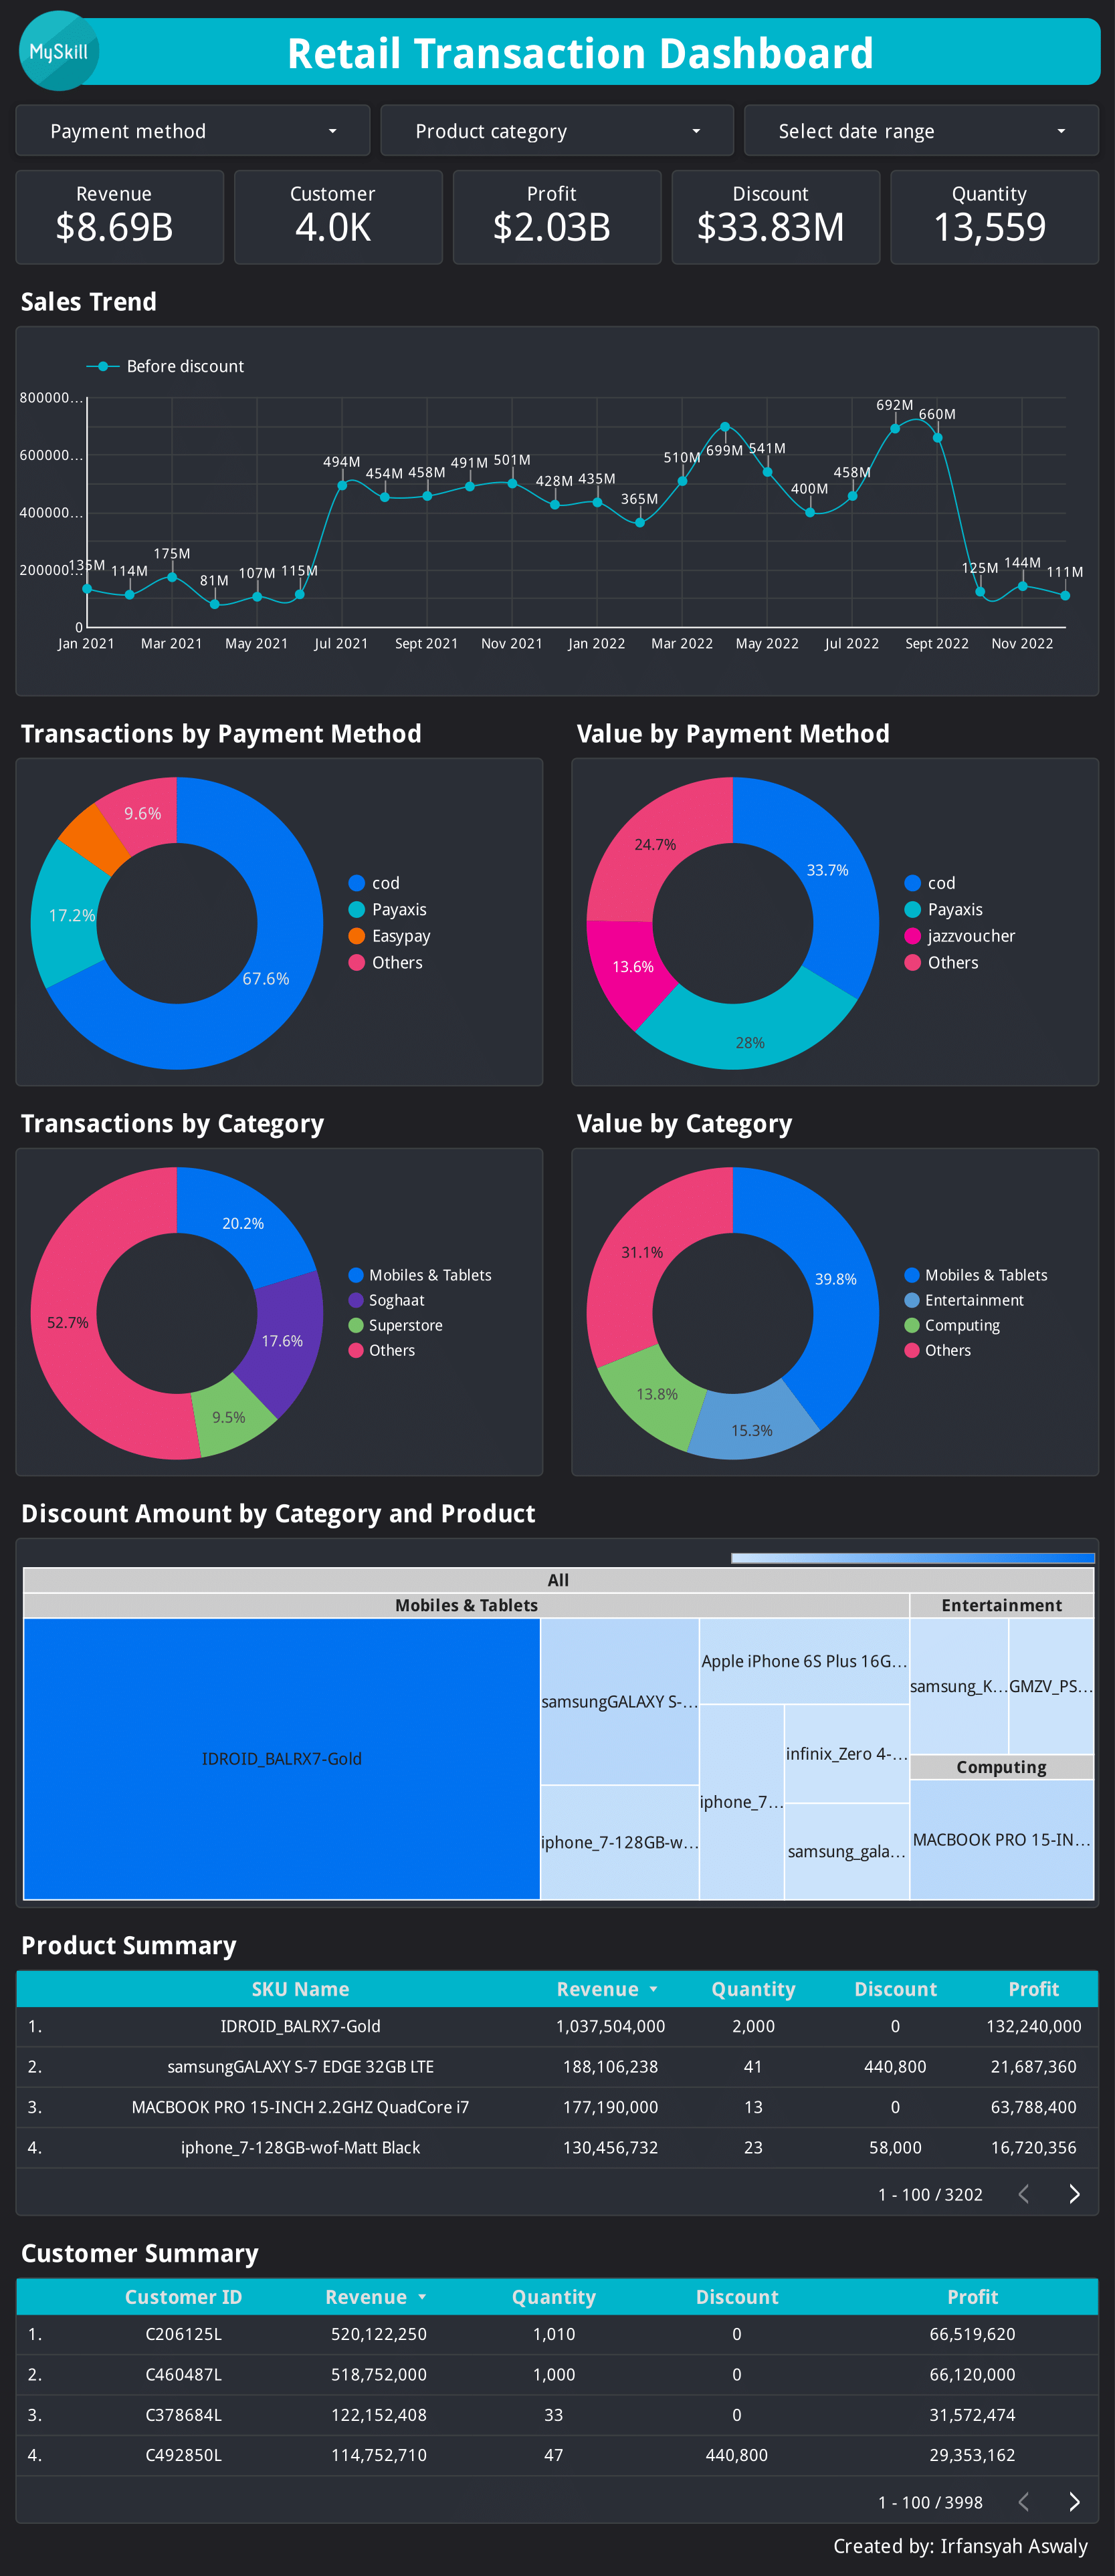 MySkill
Retail Transaction Dashboard
Payment method
Product category
Select date range
Revenue
$8.69B
Customer
4.0K
Profit
$2.03B
Discount
$33.83M
Quantity
13,559
Sales Trend
Before discount
800000...
600000...
400000...
200000...
0
135M
114M
175M
81M
107M
115M
494M
454M
458M
491M
501M
428M
435M
365M
510M
699M
541M
400M
458M
692M
660M
125M
144M
111M
Jan 2021
Mar 2021
May 2021
Jul 2021
Sept 2021
Nov 2021
Jan 2022
Mar 2022
May 2022
Jul 2022
Sept 2022
Nov 2022
Transactions by Payment Method
9.6%
17.2%
67.6%
cod
Payaxis
Easypay
Others
Value by Payment Method
24.7%
33.7%
13.6%
28%
cod
Payaxis
jazzvoucher
Others
Transactions by Category
20.2%
52.7%
17.6%
9.5%
Mobiles & Tablets
Soghaat
Superstore
Others
Value by Category
31.1%
39.8%
13.8%
15.3%
Mobiles & Tablets
Entertainment
Computing
Others
Discount Amount by Category and Product
All
Mobiles & Tablets
Entertainment
IDROID_BALRX7-Gold
samsungGALAXY S-...
iphone_7-128GB-w...
Apple iPhone 6S Plus 16G...
iphone_7...
infinix_Zero 4-...
samsung_gala...
samsung_K...
GMZV_PS...
Computing
MACBOOK PRO 15-IN...
Product Summary
SKU Name Revenue Quantity Discount Profit
1. IDROID_BALRX7-Gold 1,037,504,000 2,000 0 132,240,000
2. samsungGALAXY S-7 EDGE 32GB LTE 188,106,238 41 440,800 21,687,360
3. MACBOOK PRO 15-INCH 2.2GHZ QuadCore i7 177,190,000 13 0 63,788,400
4. iphone_7-128GB-wof-Matt Black 130,456,732 23 58,000 16,720,356
1 - 100 / 3202
Customer Summary
Customer ID Revenue Quantity Discount Profit
1. C206125L 520,122,250 1,010 0 66,519,620
2. C460487L 518,752,000 1,000 0 66,120,000
3. C378684L 122,152,408 33 0 31,572,474
4. C492850L 114,752,710 47 440,800 29,353,162
1 - 100 / 3998
Created by: Irfansyah Aswaly